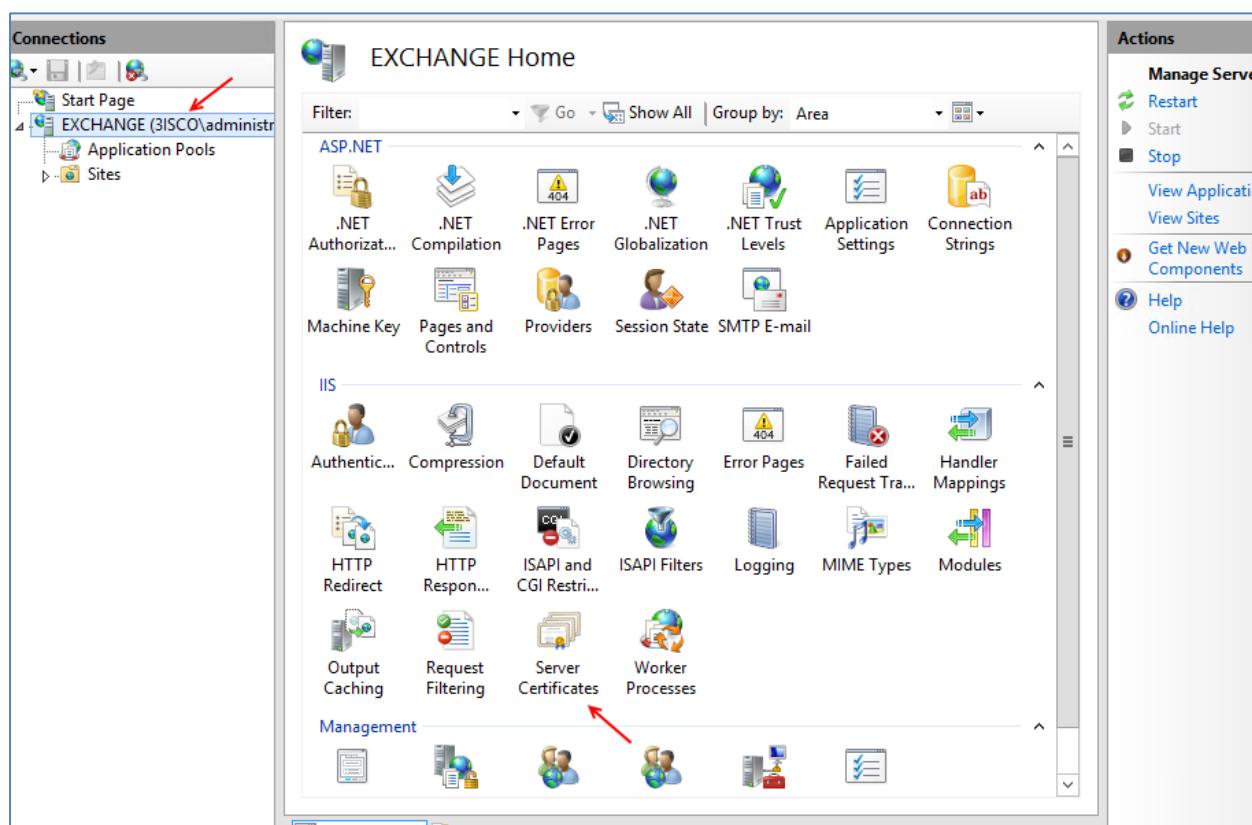 Connections
Start Page
EXCHANGE (3ISCO\administr
Application Pools
Sites
EXCHANGE Home
Filter:
Go
Show All
Group by:
Area
ASP.NET
.NET Authorizat...
.NET Compilation
.NET Error Pages
.NET Globalization
.NET Trust Levels
Application Settings
Connection Strings
404
ab
Machine Key
Pages and Controls
Providers
Session State
SMTP E-mail
IIS
Authentic...
Compression
Default Document
Directory Browsing
Error Pages
Failed Request Tra...
Handler Mappings
404
HTTP Redirect
HTTP Respon...
ISAPI and CGI Restri...
ISAPI Filters
Logging
MIME Types
Modules
CGI
Output Caching
Request Filtering
Server Certificates
Worker Processes
Management
Actions
Manage Serve
Restart
Start
Stop
View Applicati
View Sites
Get New Web
Components
Help
Online Help